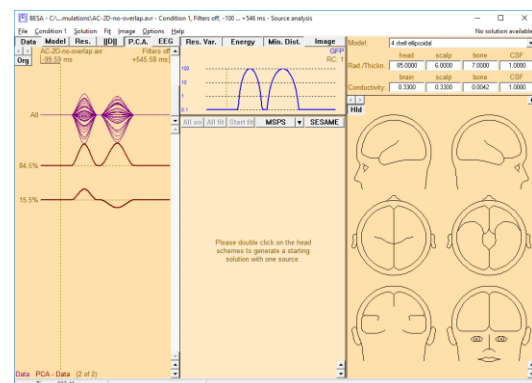 BESA - C:\...mulations\AC-2D-no-overlap.avr - Condition 1, Filters off, -100 ... +546 ms - Source analysis
File Condition 1 Solution Fit Image Options Help
No solution available
Data Model Res. ||D|| P.C.A. EEG
Org
AC-2D-no-overlap.avr Filters off
-99.59 ms +545.58 ms
All
84.5%
15.5%
Data PCA - Data (2 of 2)
Res. Var. Energy Min. Dist. Image
GFP
RC: 1
100
10
1
0.1
All on All fit Start fit MSPS SESAME
Please double click on the head
schemes to generate a starting
solution with one source.
Model: 4 shell ellipsoidal
head scalp bone CSF
Rad./Thickn.: 85.0000 6.0000 7.0000 1.0000
brain scalp bone CSF
Conductivity: 0.3300 0.3300 0.0042 1.0000
Hld